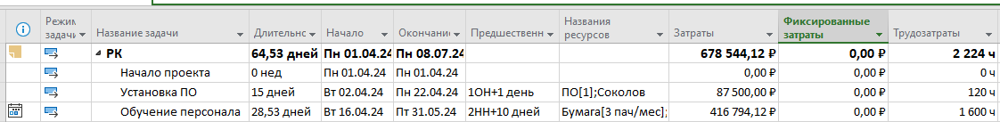 Режим задачи Название задачи Длительнс Начало Окончание Предшественн Названия ресурсов Затраты Фиксированные затраты Трудозатраты
РК 64,53 дней Пн 01.04.24 Пн 08.07.24 678 544,12 ₽ 0,00 ₽ 2 224 ч
Начало проекта 0 нед Пн 01.04.24 Пн 01.04.24 0,00 ₽ 0,00 ₽ 0 ч
Установка ПО 15 дней Вт 02.04.24 Пн 22.04.24 1ОН+1 день ПО[1];Соколов 87 500,00 ₽ 0,00 ₽ 120 ч
Обучение персонала 28,53 дней Вт 16.04.24 Пт 31.05.24 2НН+10 дней Бумага[3 пач/мес]; 416 794,12 ₽ 0,00 ₽ 1 600 ч